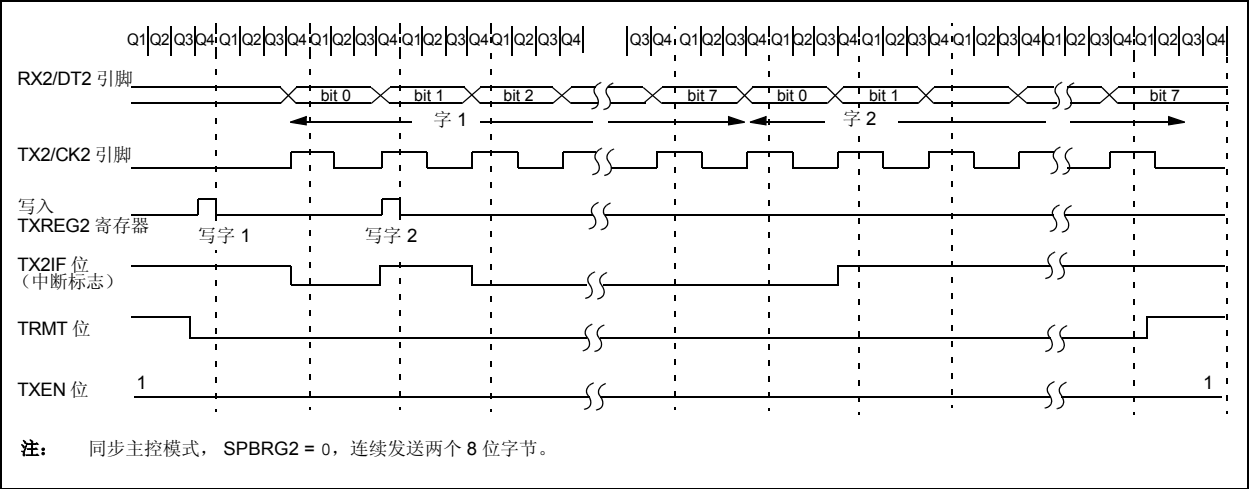 Q1 Q2 Q3 Q4 Q1 Q2 Q3 Q4 Q1 Q2 Q3 Q4 Q1 Q2 Q3 Q4 Q1 Q2 Q3 Q4 Q3 Q4 Q1 Q2 Q3 Q4 Q1 Q2 Q3 Q4 Q1 Q2 Q3 Q4 Q1 Q2 Q3 Q4 Q1 Q2 Q3 Q4 Q1 Q2 Q3 Q4
RX2/DT2 引脚
bit 0 bit 1 bit 2 bit 7 bit 0 bit 1 bit 7
字 1 字 2
TX2/CK2 引脚
写入
TXREG2 寄存器
写字 1 写字 2
TX2IF 位
（中断标志）
TRMT 位
TXEN 位 1 1
注： 同步主控模式， SPBRG2 = 0，连续发送两个 8 位字节。